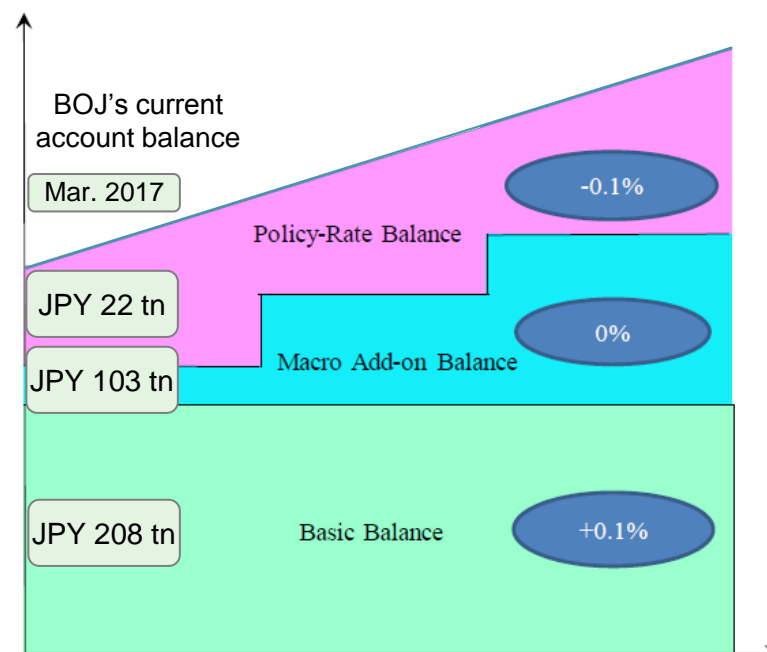 BOJ’s current
account balance
Mar. 2017
-0.1%
Policy-Rate Balance
JPY 22 tn
0%
Macro Add-on Balance
JPY 103 tn
JPY 208 tn
Basic Balance
+0.1%